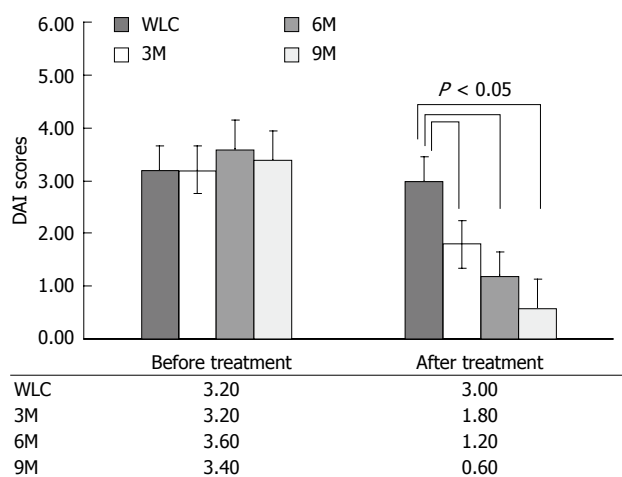 6.00
WLC 6M
3M 9M
5.00
P < 0.05
4.00
3.00
2.00
1.00
0.00
DAI scores
Before treatment After treatment
WLC 3.20 3.00
3M 3.20 1.80
6M 3.60 1.20
9M 3.40 0.60